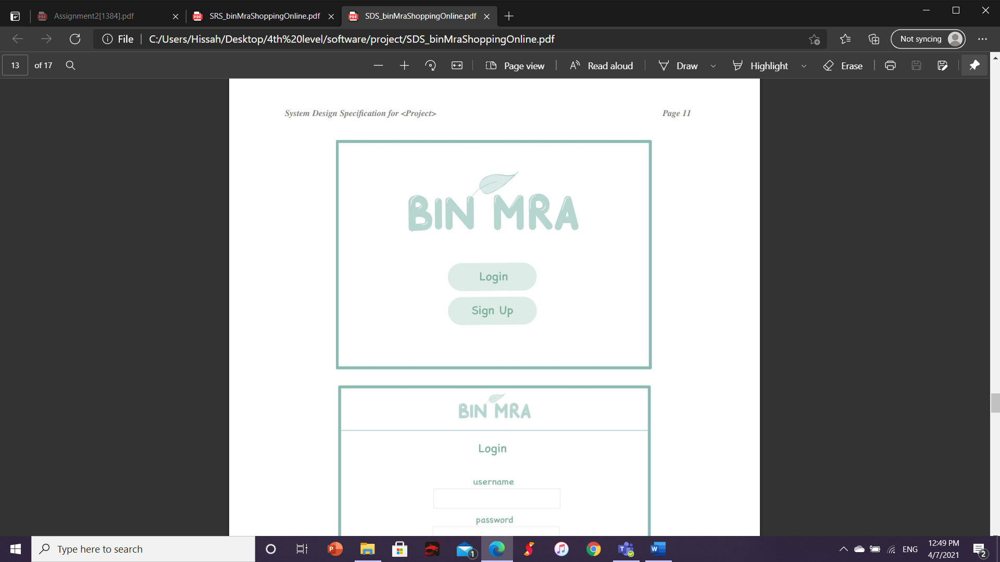 Assignment2[1384].pdf
SRS_binMraShoppingOnline.pdf
SDS_binMraShoppingOnline.pdf
File
C:/Users/Hissah/Desktop/4th%20level/software/project/SDS_binMraShoppingOnline.pdf
Not syncing
13 of 17
Page view
Read aloud
Draw
Highlight
Erase
System Design Specification for <Project>
Page 11
BIN MRA
Login
Sign Up
BIN MRA
Login
username
password
Type here to search
1
ENG
12:49 PM
4/7/2021
2